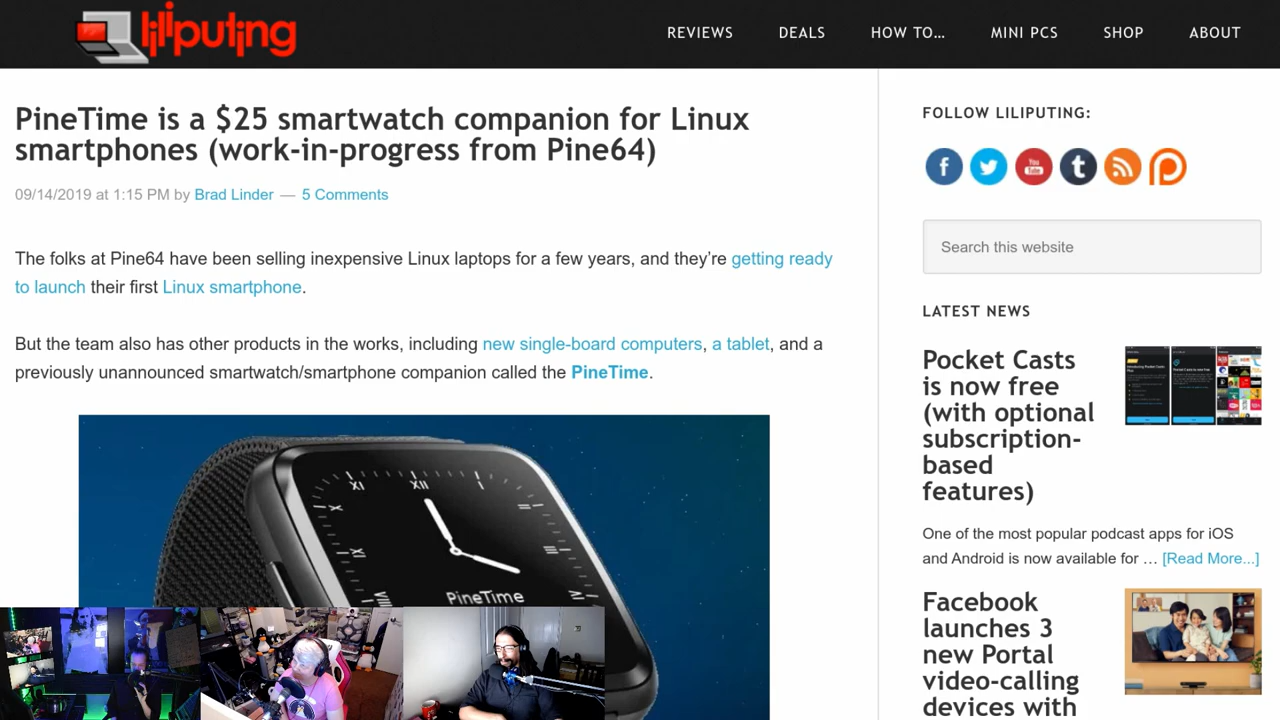 liliputing
REVIEWS
DEALS
HOW TO...
MINI PCS
SHOP
ABOUT
PineTime is a $25 smartwatch companion for Linux
smartphones (work-in-progress from Pine64)
09/14/2019 at 1:15 PM by Brad Linder — 5 Comments
The folks at Pine64 have been selling inexpensive Linux laptops for a few years, and they're getting ready
to launch their first Linux smartphone.
But the team also has other products in the works, including new single-board computers, a tablet, and a
previously unannounced smartwatch/smartphone companion called the PineTime.
XI
XII
I
X
PineTime
FOLLOW LILIPUTING:
You
Search this website
LATEST NEWS
Pocket Casts
is now free
(with optional
subscription-
based
features)
One of the most popular podcast apps for iOS
and Android is now available for … [Read More...]
Facebook
launches 3
new Portal
video-calling
devices with